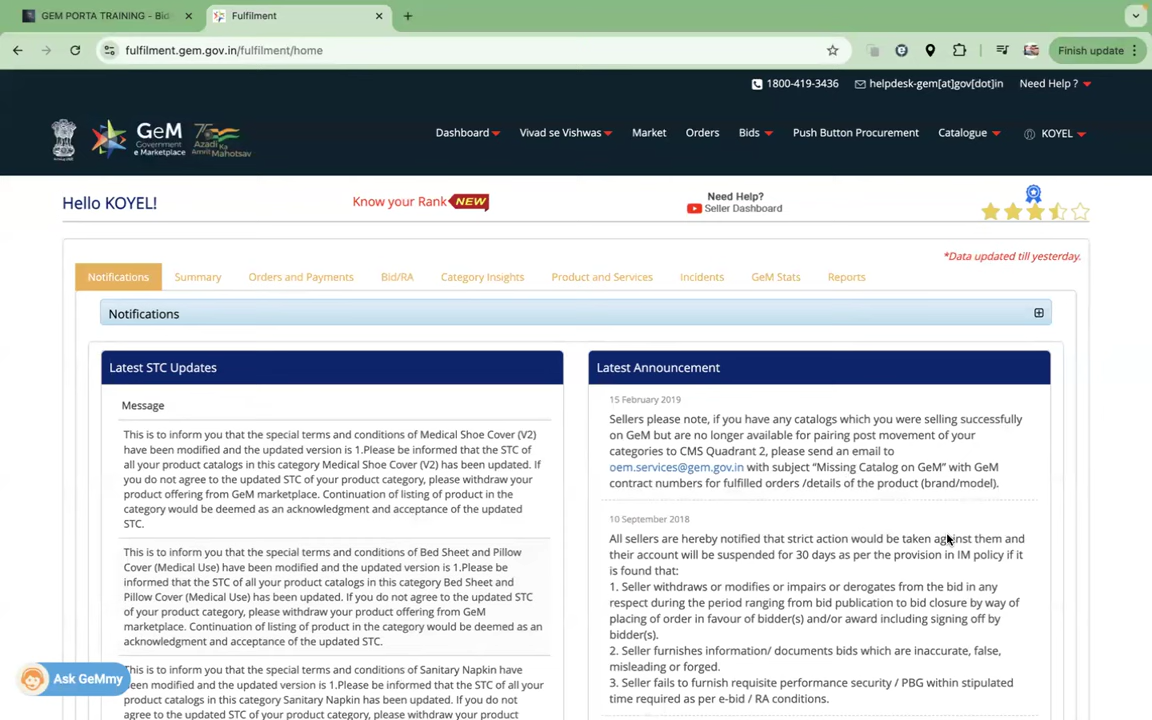 GEM PORTA TRAINING - Bid
Fulfilment
fulfilment.gem.gov.in/fulfilment/home
Finish update
1800-419-3436
helpdesk-gem[at]gov[dot]in
Need Help ?
GeM
Government
e Marketplace
75
Azadi
Ka
Amrit
Mahotsav
Dashboard
Vivad se Vishwas
Market
Orders
Bids
Push Button Procurement
Catalogue
KOYEL
Hello KOYEL!
Know your Rank NEW
Need Help?
Seller Dashboard
*Data updated till yesterday.
Notifications
Summary
Orders and Payments
Bid/RA
Category Insights
Product and Services
Incidents
GeM Stats
Reports
Notifications
Latest STC Updates
Message
This is to inform you that the special terms and conditions of Medical Shoe Cover (V2)
have been modified and the updated version is 1.Please be informed that the STC of
all your product catalogs in this category Medical Shoe Cover (V2) has been updated. If
you do not agree to the updated STC of your product category, please withdraw your
product offering from GeM marketplace. Continuation of listing of product in the
category would be deemed as an acknowledgment and acceptance of the updated
STC.
This is to inform you that the special terms and conditions of Bed Sheet and Pillow
Cover (Medical Use) have been modified and the updated version is 1.Please be
informed that the STC of all your product catalogs in this category Bed Sheet and
Pillow Cover (Medical Use) has been updated. If you do not agree to the updated STC
of your product category, please withdraw your product offering from GeM
marketplace. Continuation of listing of product in the category would be deemed as an
acknowledgment and acceptance of the updated STC.
This is to inform you that the special terms and conditions of Sanitary Napkin have
been modified and the updated version is 1.Please be informed that the STC of all your
product catalogs in this category Sanitary Napkin has been updated. If you do not
agree to the updated STC of your product category, please withdraw your product
Latest Announcement
15 February 2019
Sellers please note, if you have any catalogs which you were selling successfully
on GeM but are no longer available for pairing post movement of your
categories to CMS Quadrant 2, please send an email to
oem.services@gem.gov.in with subject “Missing Catalog on GeM” with GeM
contract numbers for fulfilled orders /details of the product (brand/model).
10 September 2018
All sellers are hereby notified that strict action would be taken against them and
their account will be suspended for 30 days as per the provision in IM policy if it
is found that:
1. Seller withdraws or modifies or impairs or derogates from the bid in any
respect during the period ranging from bid publication to bid closure by way of
placing of order in favour of bidder(s) and/or award including signing off by
bidder(s).
2. Seller furnishes information/ documents bids which are inaccurate, false,
misleading or forged.
3. Seller fails to furnish requisite performance security / PBG within stipulated
time required as per e-bid / RA conditions.
Ask GeMmy